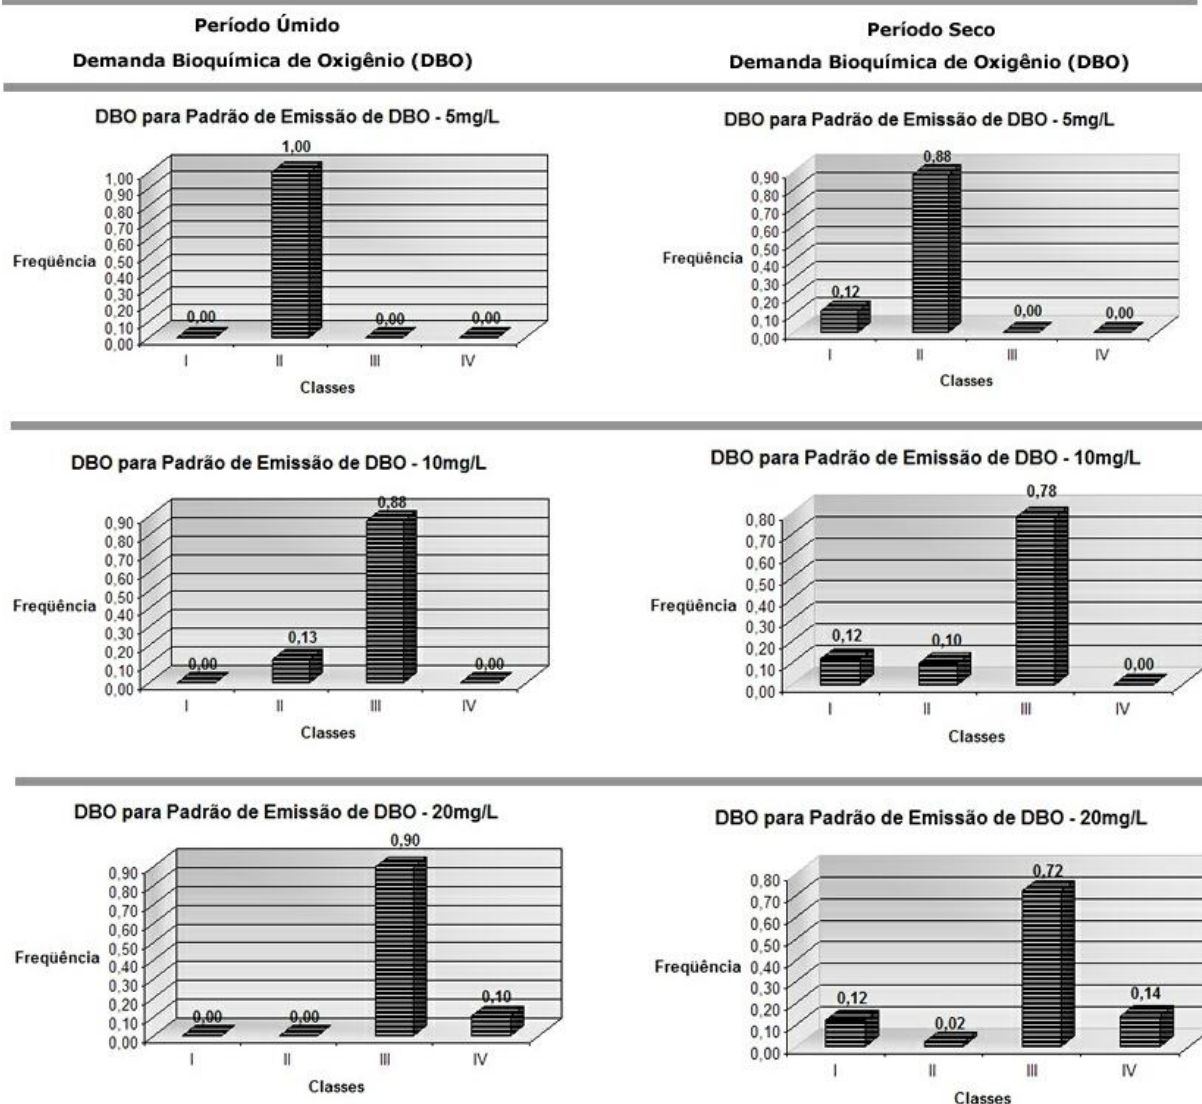 Período Úmido
Demanda Bioquímica de Oxigênio (DBO)
Período Seco
Demanda Bioquímica de Oxigênio (DBO)
DBO para Padrão de Emissão de DBO - 5mg/L
1,00
1,00
0,90
0,80
0,70
0,60
0,50
0,40
0,30
0,20
0,10
0,00
Freqüência
0,00
0,00
0,00
I II III IV
Classes
DBO para Padrão de Emissão de DBO - 5mg/L
0,88
0,90
0,80
0,70
0,60
0,50
0,40
0,30
0,20
0,10
0,00
Freqüência
0,12
0,00
0,00
I II III IV
Classes
DBO para Padrão de Emissão de DBO - 10mg/L
0,88
0,90
0,80
0,70
0,60
0,50
0,40
0,30
0,20
0,10
0,00
Freqüência
0,00
0,13
0,00
I II III IV
Classes
DBO para Padrão de Emissão de DBO - 10mg/L
0,78
0,80
0,70
0,60
0,50
0,40
0,30
0,20
0,10
0,00
Freqüência
0,12
0,10
0,00
I II III IV
Classes
DBO para Padrão de Emissão de DBO - 20mg/L
0,90
0,90
0,80
0,70
0,60
0,50
0,40
0,30
0,20
0,10
0,00
Freqüência
0,00
0,00
0,10
I II III IV
Classes
DBO para Padrão de Emissão de DBO - 20mg/L
0,72
0,80
0,70
0,60
0,50
0,40
0,30
0,20
0,10
0,00
Freqüência
0,12
0,02
0,14
I II III IV
Classes